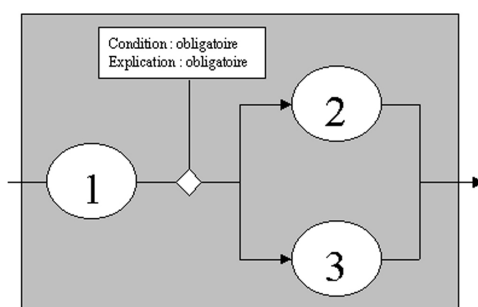 Condition : obligatoire
Explication : obligatoire
2
1
3